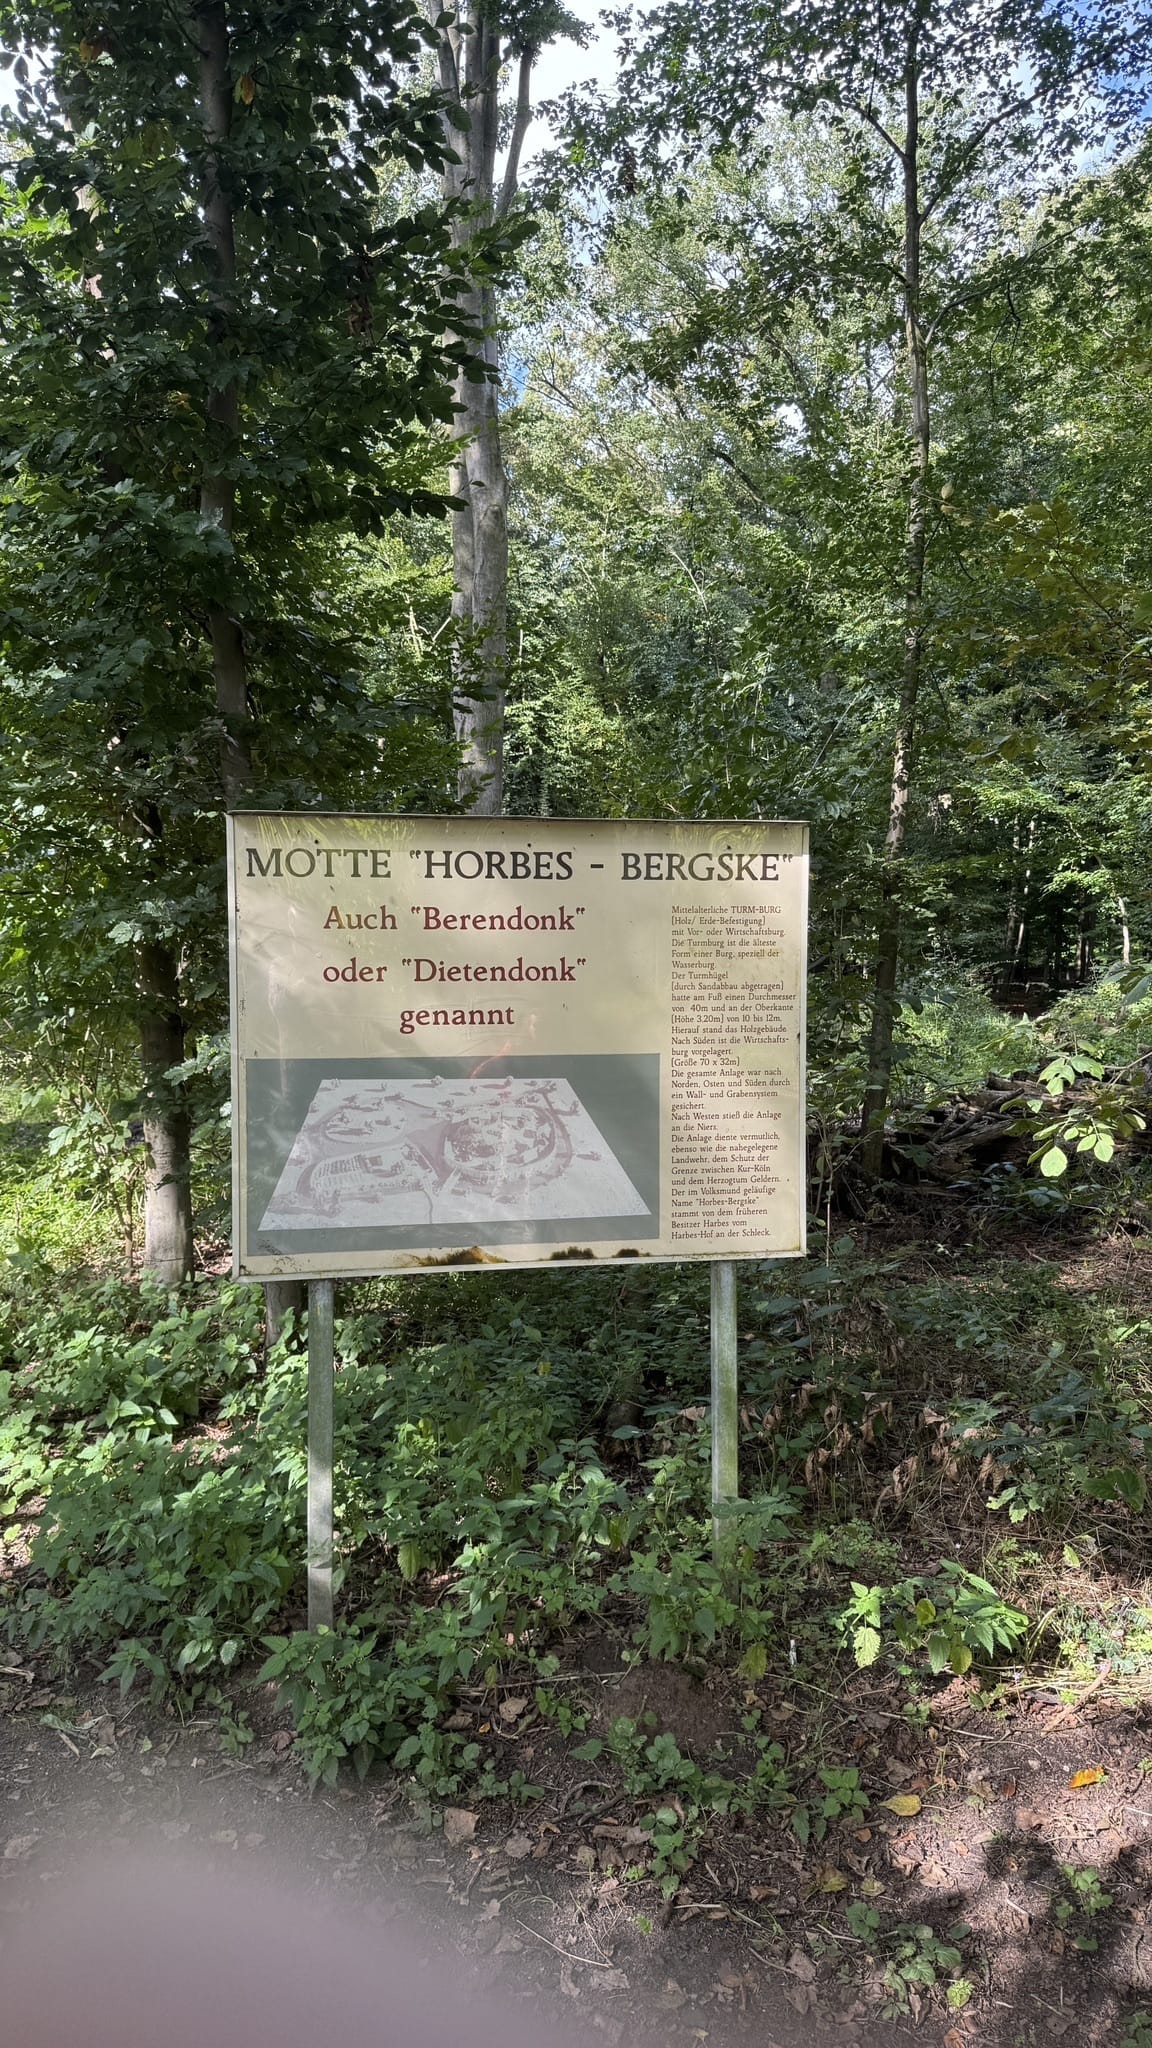 MOTTE "HORBES - BERGSKE"
Auch "Berendonk"
oder "Dietendonk"
genannt
Mittelalterliche TURM-BURG
(Holz/ Erde-Befestigung)
mit Vor- oder Wirtschaftsburg.
Die Turmburg ist die älteste
Form einer Burg, speziell der
Wasserburg.
Der Turmhügel
(durch Sandabbau abgetragen)
hatte am Fuß einen Durchmesser
von 40m und an der Oberkante
(Höhe 3.20m) von 10 bis 12m.
Hierauf stand das Holzgebäude
Nach Süden ist die Wirtschafts-
burg vorgelagert.
(Größe 70 x 32m)
Die gesamte Anlage war nach
Norden, Osten und Süden durch
ein Wall- und Grabensystem
gesichert.
Nach Westen stieß die Anlage
an die Niers.
Die Anlage diente vermutlich,
ebenso wie die nahegelegene
Landwehr, dem Schutz der
Grenze zwischen Kur-Köln
und dem Herzogtum Geldern.
Der im Volksmund geläufige
Name "Horbes-Bergske"
stammt von dem früheren
Besitzer Harbes vom
Harbes-Hof an der Schleck.